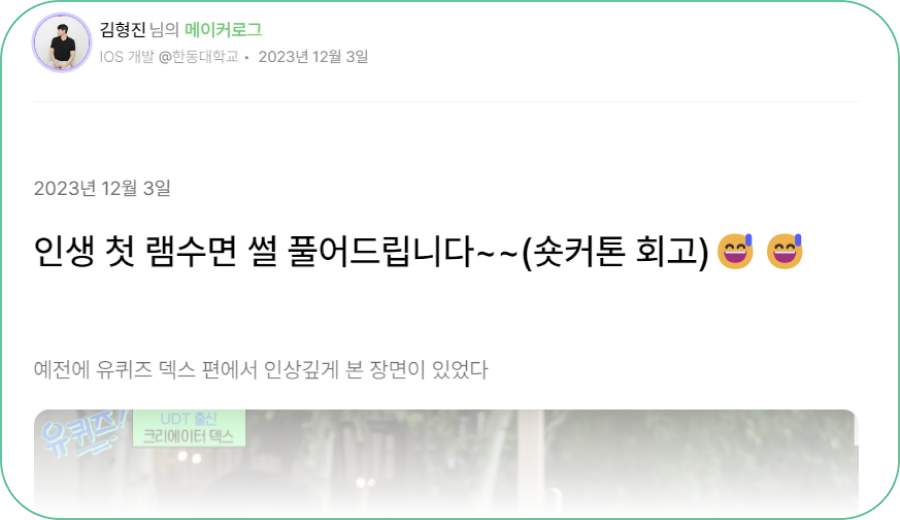 김형진 님의 메이커로그
IOS 개발 @한동대학교 • 2023년 12월 3일
2023년 12월 3일
인생 첫 램수면 썰 풀어드립니다~~(숏커톤 회고)😅 😅
예전에 유퀴즈 덱스 편에서 인상깊게 본 장면이 있었다
유퀴즈!
UDT 출신
크리에이터 덱스